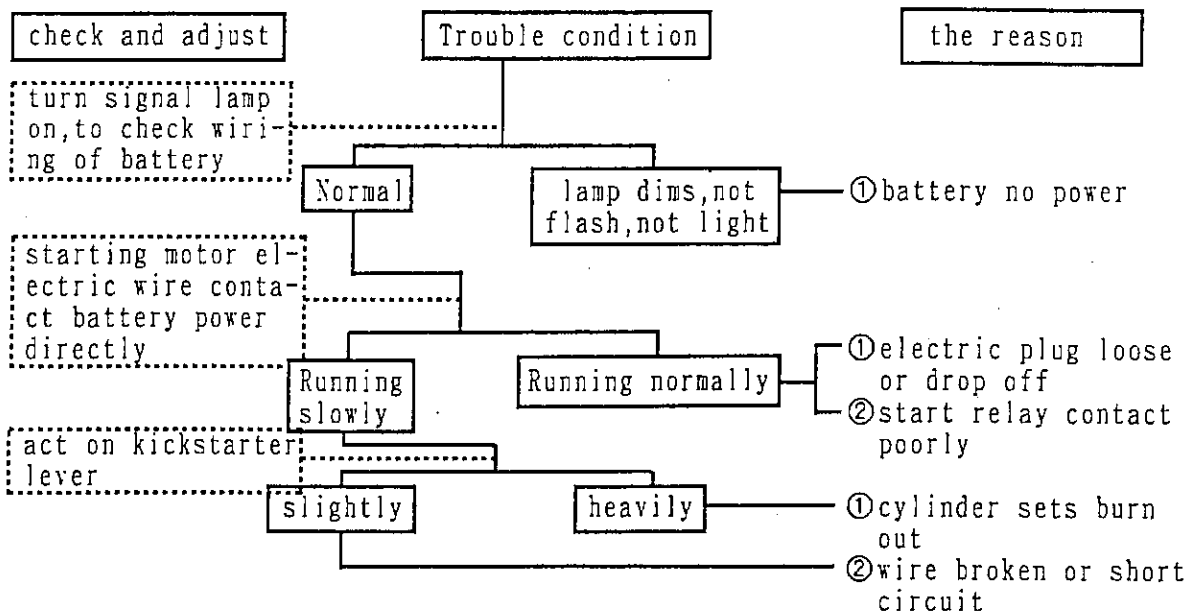 check and adjust
Trouble condition
the reason
turn signal lamp
on,to check wiri-
ng of battery
Normal
lamp dims,not
flash,not light
①battery no power
starting motor el-
ectric wire conta-
ct battery power
directly
Running
slowly
Running normally
①electric plug loose
or drop off
②start relay contact
poorly
act on kickstarter
lever
slightly
heavily
①cylinder sets burn
out
②wire broken or short
circuit